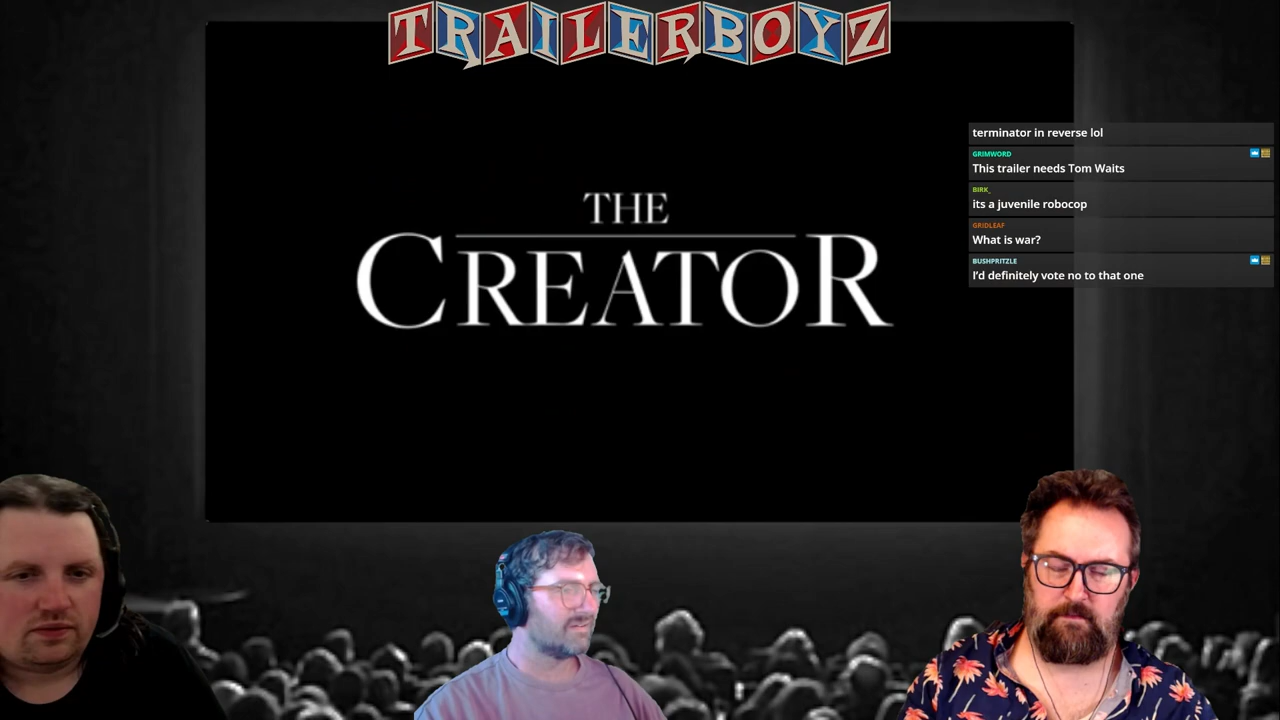 TRAILERBOYZ
THE
CREATOR
terminator in reverse lol
GRIMWORD
This trailer needs Tom Waits
BIRK_
its a juvenile robocop
GRIDLEAF
What is war?
BUSHPRITZLE
I'd definitely vote no to that one